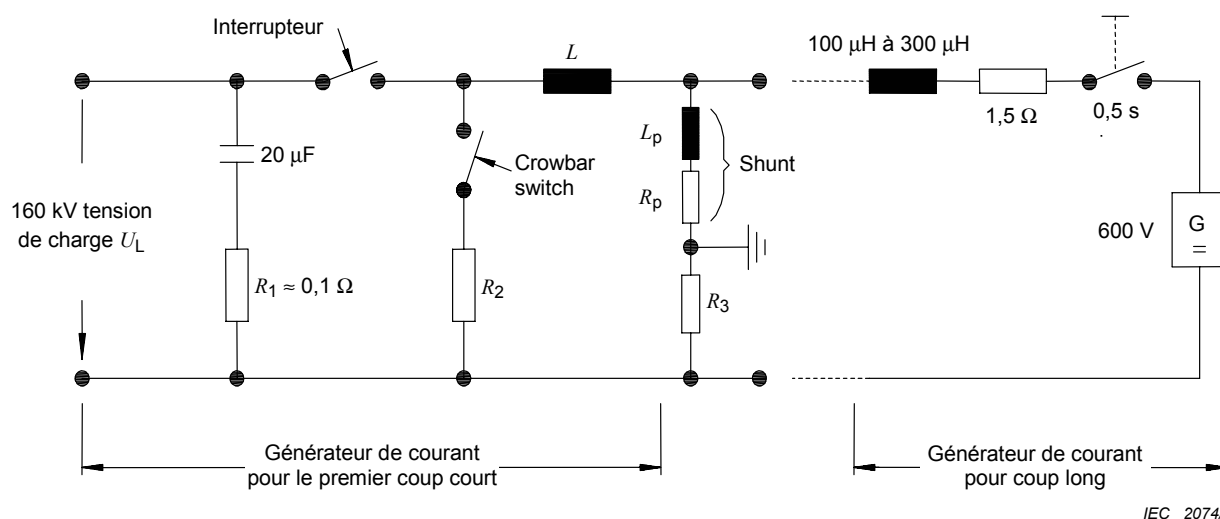 Interrupteur
L
100 μH à 300 μH
20 μF
Crowbar
switch
Lp
Rp
Shunt
1,5 Ω
0,5 s
160 kV tension
de charge UL
R1 ≈ 0,1 Ω
R2
R3
600 V
G
=
Générateur de courant
pour le premier coup court
Générateur de courant
pour coup long
IEC 2074